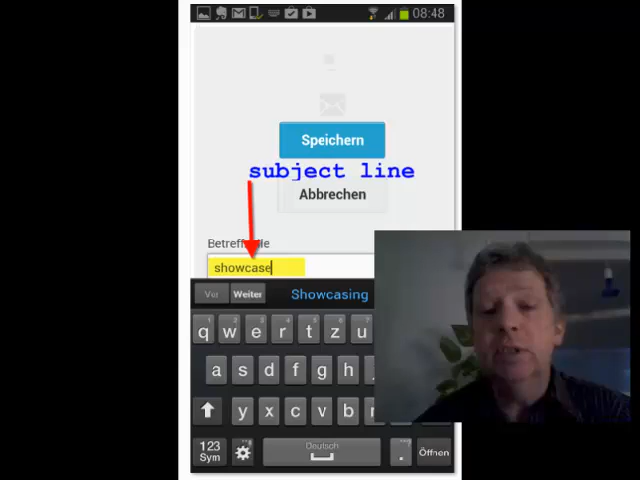 08:48
Speichern
subject line
Abbrechen
showcase
Ver Weiter Showcasing
q w e r t z u
a s d f g h
y x c v b
123
Sym
Deutsch
.
Öffnen